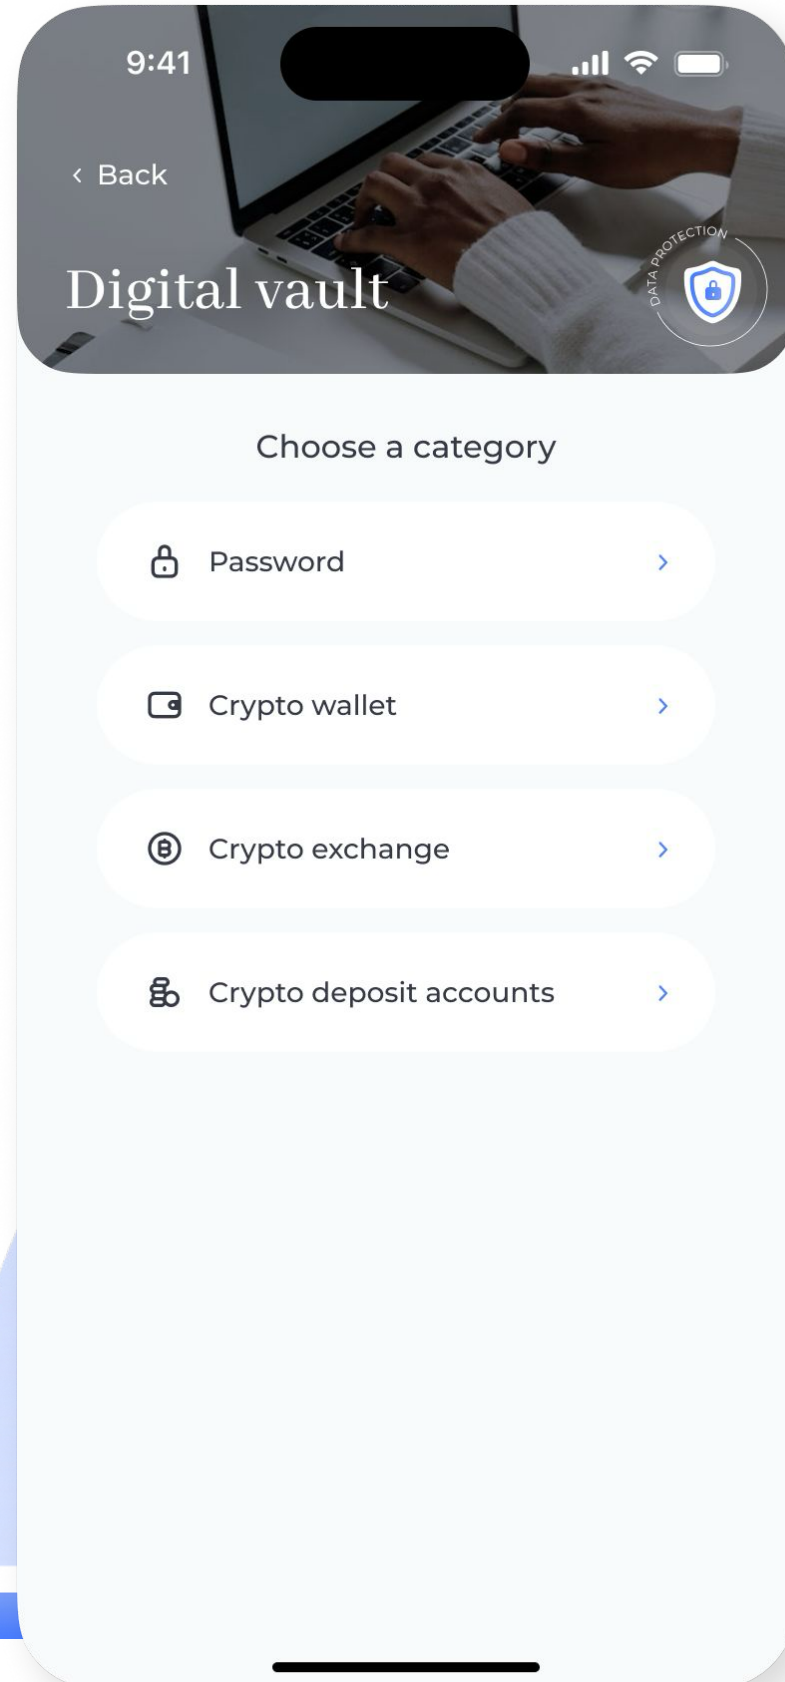 9:41
Back
Digital vault
DATA PROTECTION
Choose a category
Password
Crypto wallet
Crypto exchange
Crypto deposit accounts